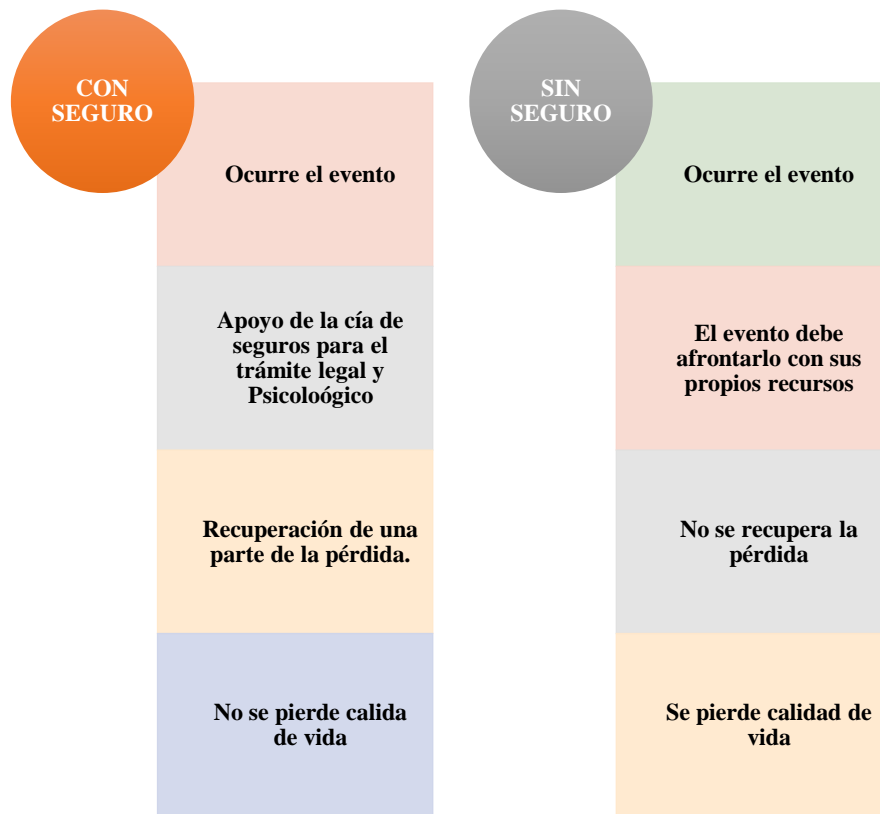 CON
SEGURO
Ocurre el evento
Apoyo de la cía de
seguros para el
trámite legal y
Psicoloógico
Recuperación de una
parte de la pérdida.
No se pierde calida
de vida
SIN
SEGURO
Ocurre el evento
El evento debe
afrontarlo con sus
propios recursos
No se recupera la
pérdida
Se pierde calidad de
vida